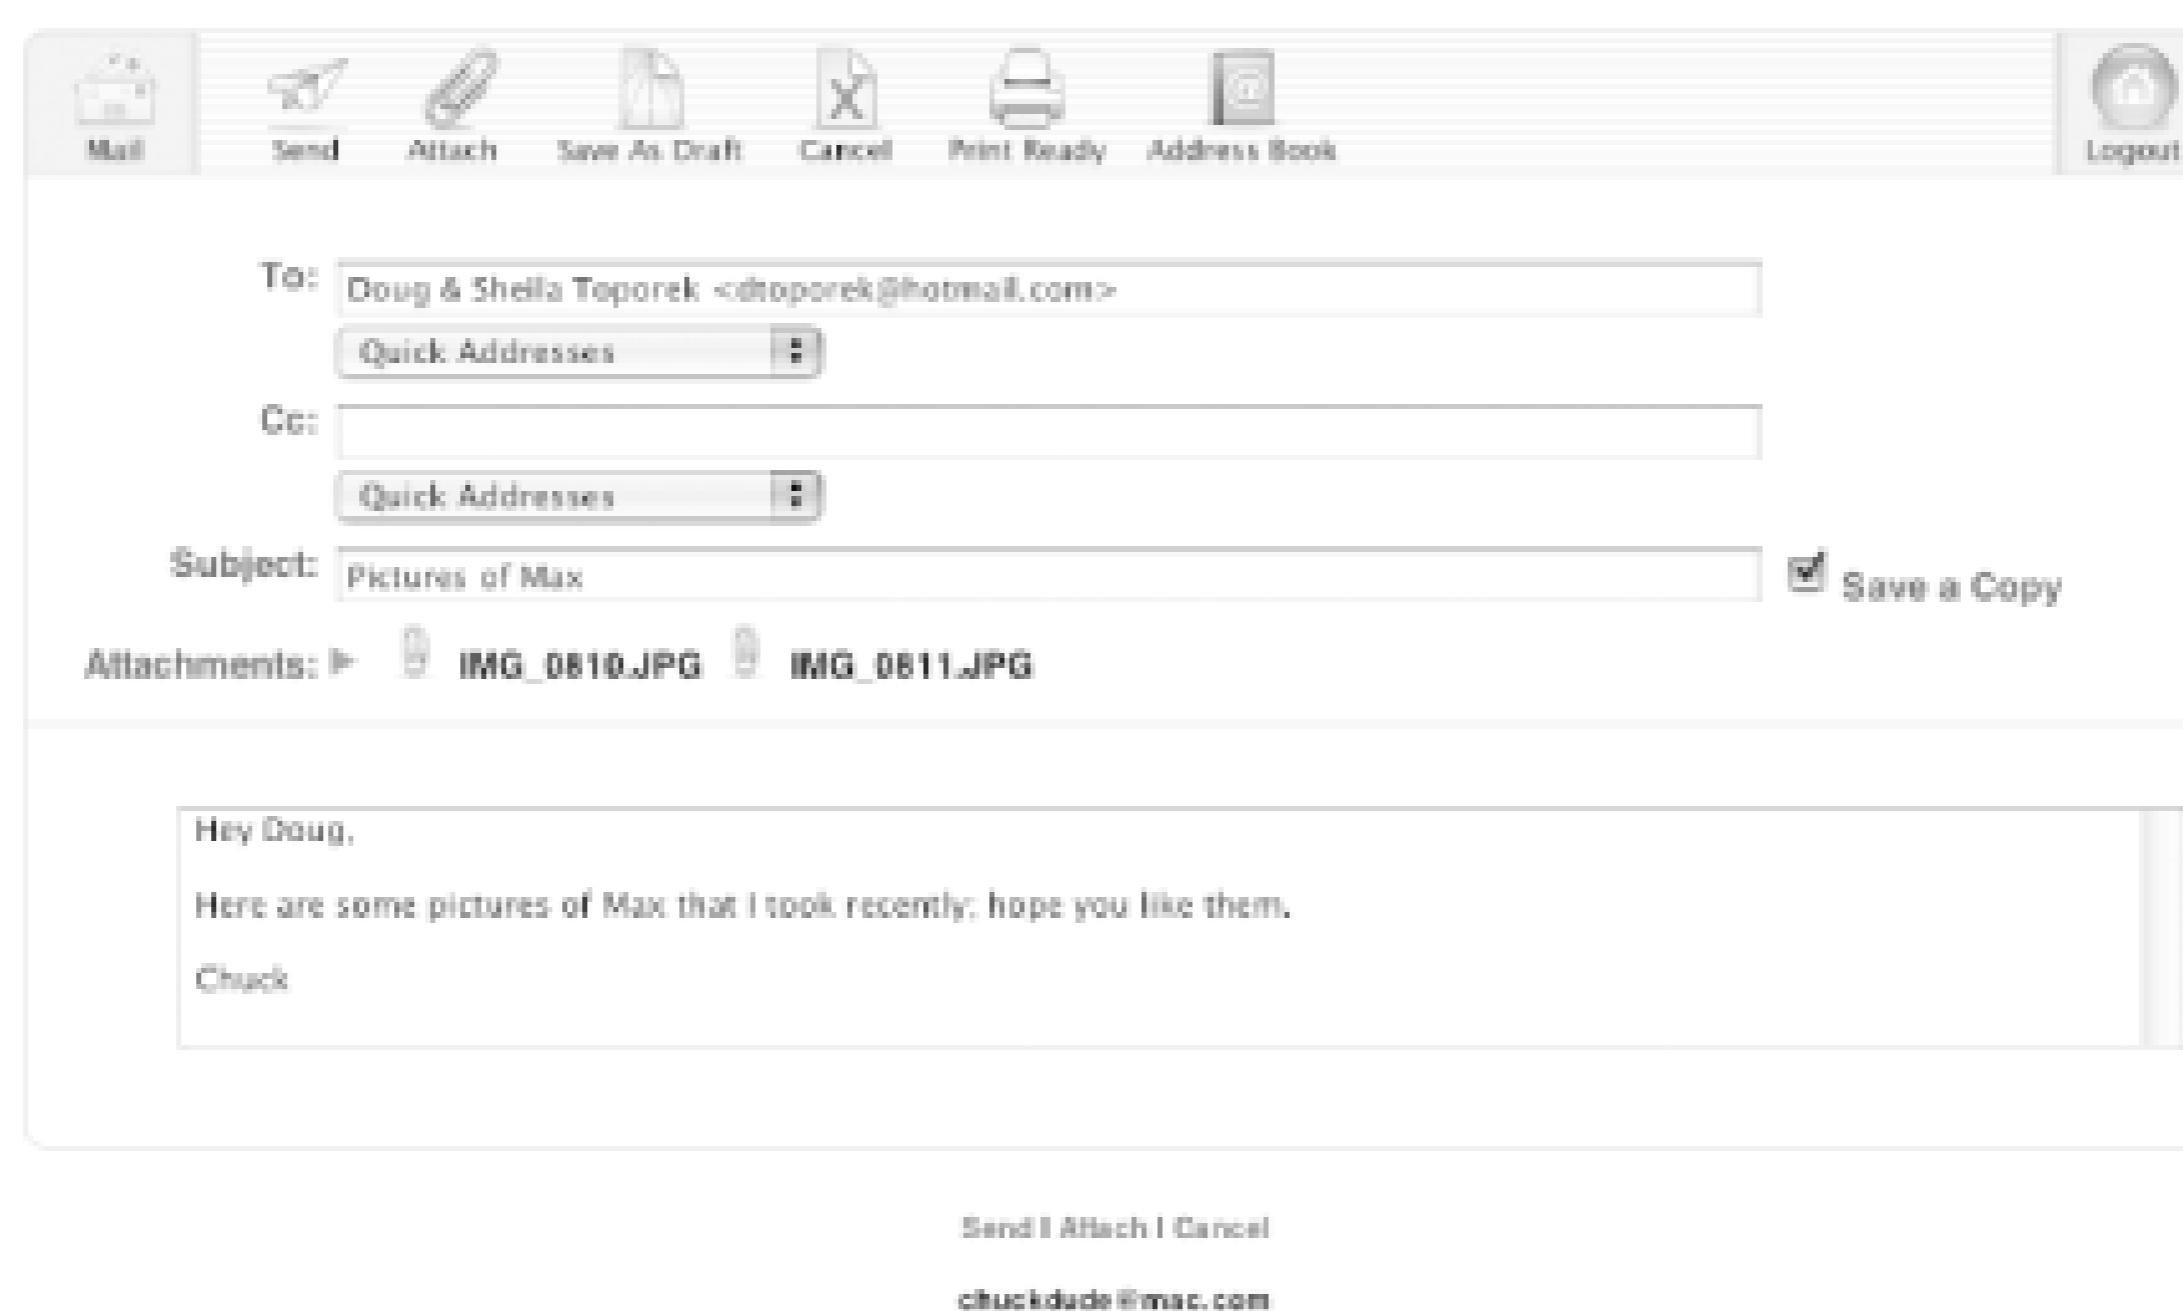 Mail Send Attach Save As Draft Cancel Print Ready Address Book Logout
To: Doug & Sheila Toporek <dtoporek@hotmail.com>
Quick Addresses
Cc:
Quick Addresses
Subject: Pictures of Max Save a Copy
Attachments: IMG_0810.JPG IMG_0811.JPG
Hey Doug,
Here are some pictures of Max that I took recently; hope you like them.
Chuck
Send | Attach | Cancel
chuckdude@mac.com